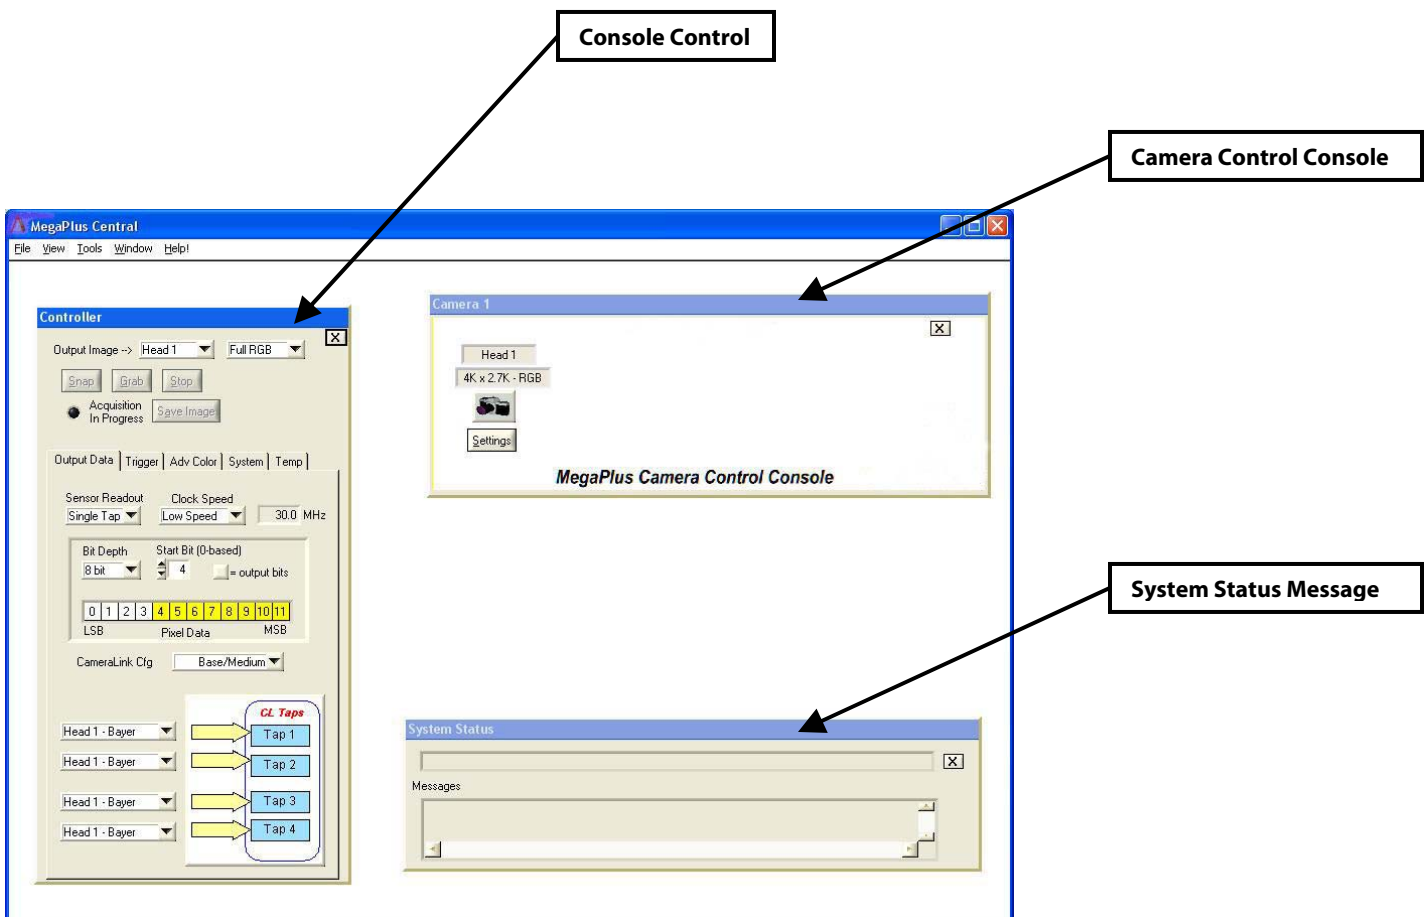 Console Control
Camera Control Console
MegaPlus Central
File View Tools Window Help!
Controller
X
Output Image --> Head 1 Full RGB
Snap Grab Stop
Acquisition
In Progress
Save Image
Output Data Trigger Adv Color System Temp
Sensor Readout Clock Speed
Single Tap Low Speed 30.0 MHz
Bit Depth Start Bit (0-based)
8 bit 4 = output bits
0 1 2 3 4 5 6 7 8 9 10 11
LSB Pixel Data MSB
CameraLink Cfg Base/Medium
CL Taps
Head 1 - Bayer Tap 1
Head 1 - Bayer Tap 2
Head 1 - Bayer Tap 3
Head 1 - Bayer Tap 4
Camera 1
X
Head 1
4K x 2.7K - RGB
Settings
MegaPlus Camera Control Console
System Status Message
System Status
X
Messages